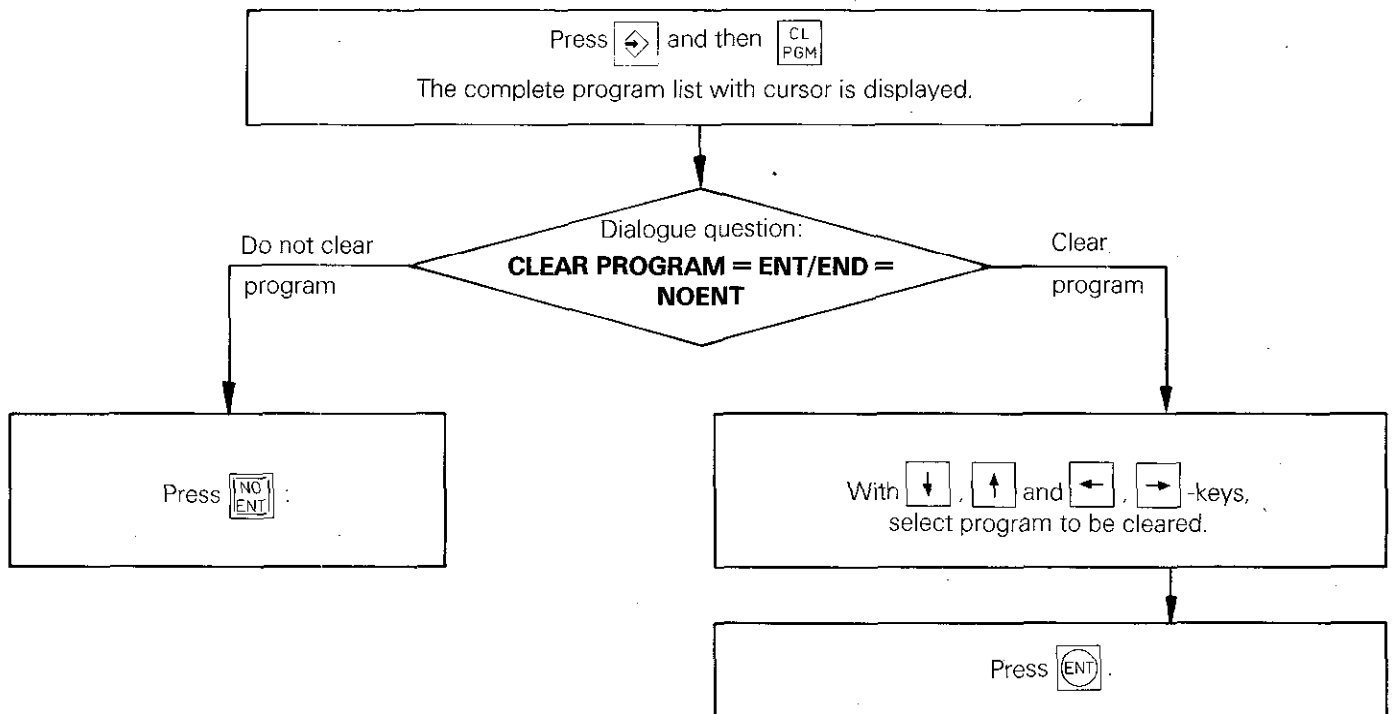 Press and then CL PGM
The complete program list with cursor is displayed.
Dialogue question:
CLEAR PROGRAM = ENT/END =
NOENT
Do not clear
program
Clear
program
Press NO ENT :
With ↓ , ↑ and ← , → -keys,
select program to be cleared.
Press ENT .